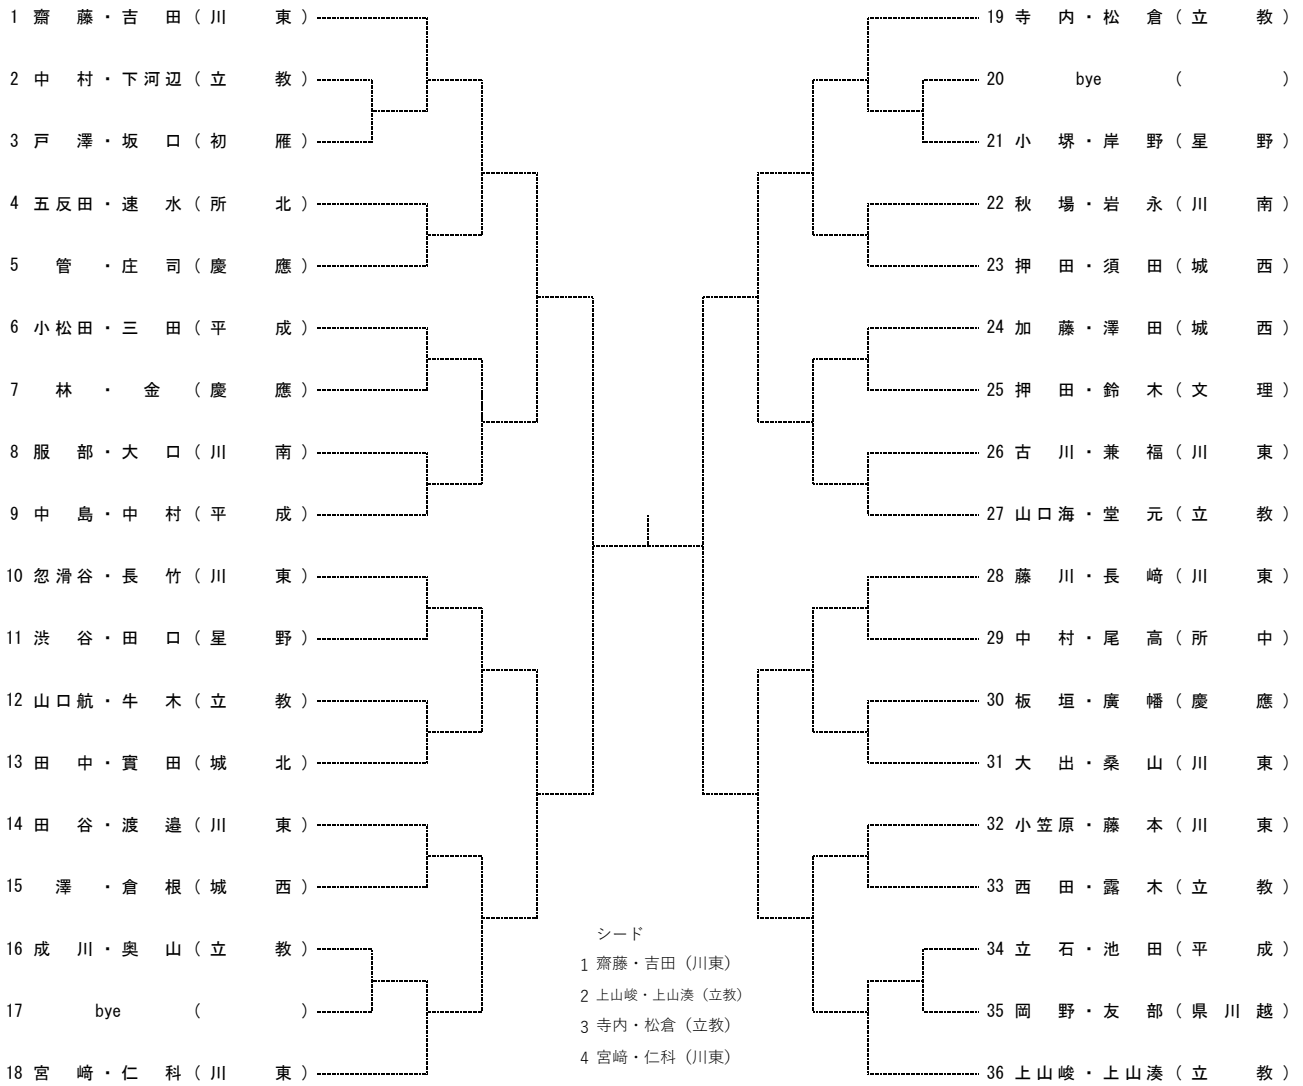 1 齋藤・吉田(川東)
2 中村・下河辺(立教)
3 戸澤・坂口(初雁)
4 五反田・速水(所北)
5 管・庄司(慶應)
6 小松田・三田(平成)
7 林・金(慶應)
8 服部・大口(川南)
9 中島・中村(平成)
10 忽滑谷・長竹(川東)
11 渋谷・田口(星野)
12 山口航・牛木(立教)
13 田中・實田(城北)
14 田谷・渡邉(川東)
15 澤・倉根(城西)
16 成川・奥山(立教)
17 bye( )
18 宮﨑・仁科(川東)
シード
1 齋藤・吉田(川東)
2 上山峻・上山湊(立教)
3 寺内・松倉(立教)
4 宮﨑・仁科(川東)
19 寺内・松倉(立教)
20 bye( )
21 小堺・岸野(星野)
22 秋場・岩永(川南)
23 押田・須田(城西)
24 加藤・澤田(城西)
25 押田・鈴木(文理)
26 古川・兼福(川東)
27 山口海・堂元(立教)
28 藤川・長﨑(川東)
29 中村・尾高(所中)
30 板垣・廣幡(慶應)
31 大出・桑山(川東)
32 小笠原・藤本(川東)
33 西田・露木(立教)
34 立石・池田(平成)
35 岡野・友部(県川越)
36 上山峻・上山湊(立教)